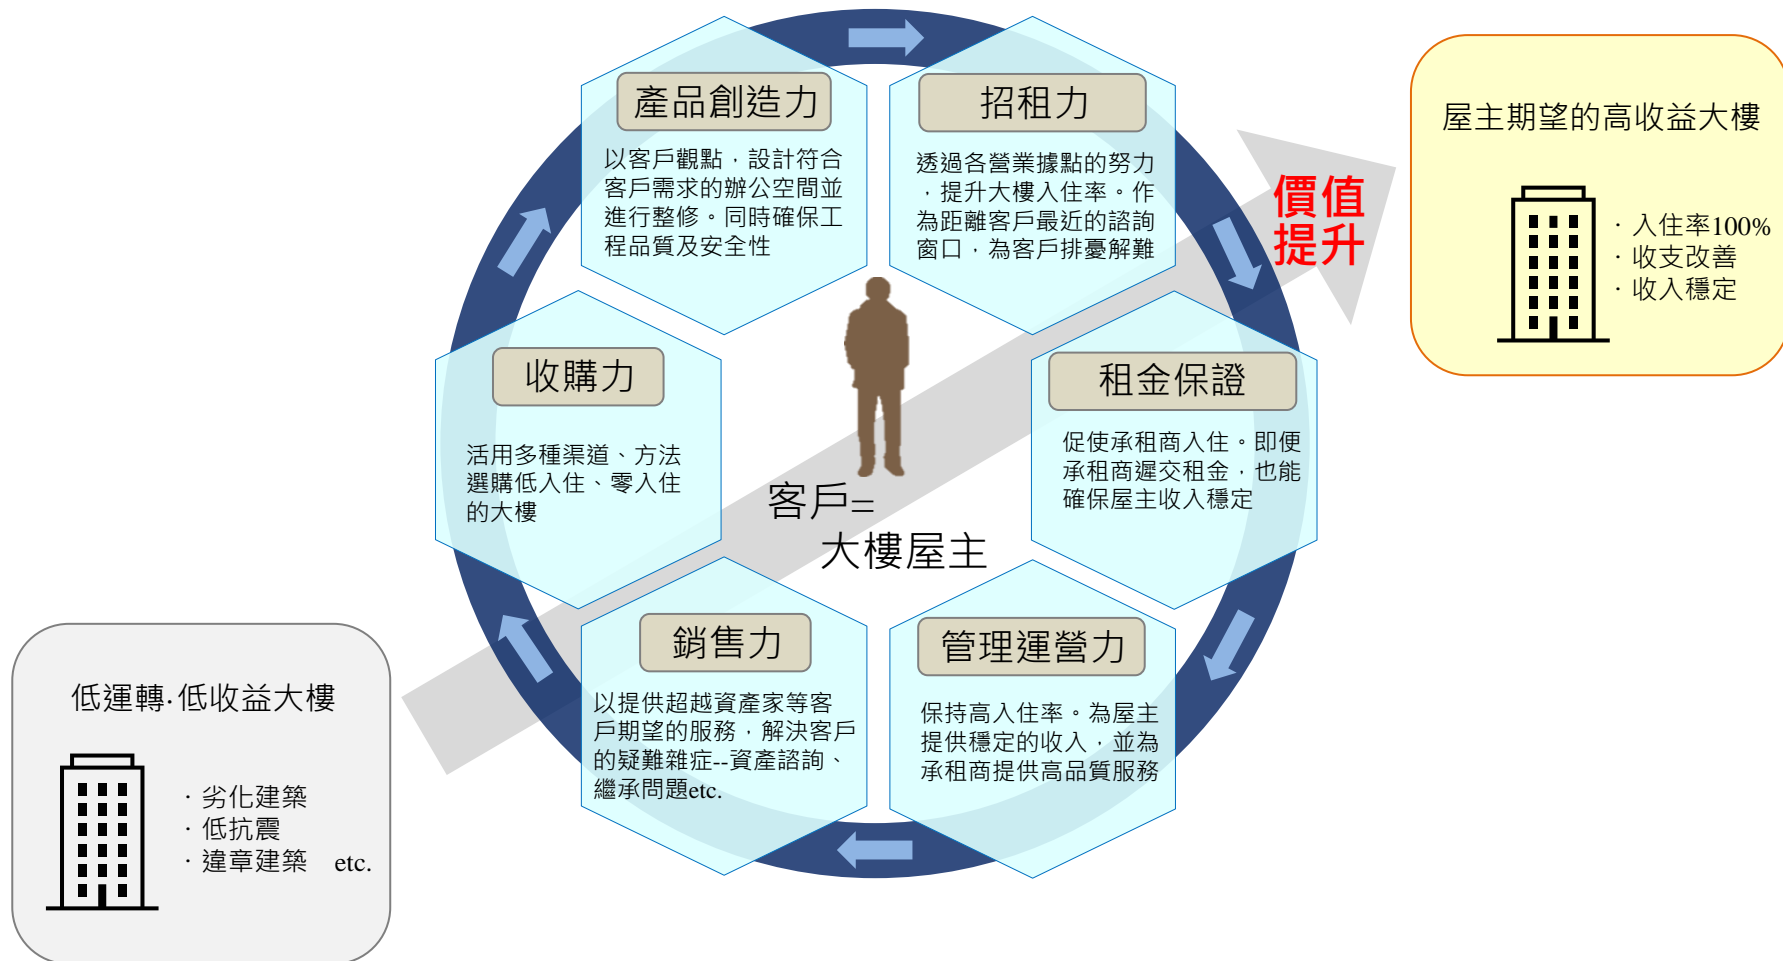 產品創造力
以客戶觀點，設計符合
客戶需求的辦公空間並
進行整修。同時確保工
程品質及安全性
招租力
透過各營業據點的努力
，提升大樓入住率。作
為距離客戶最近的諮詢
窗口，為客戶排憂解難
價值
提升
屋主期望的高收益大樓
．入住率100%
．收支改善
．收入穩定
收購力
活用多種渠道、方法
選購低入住、零入住
的大樓
租金保證
促使承租商入住。即便
承租商遲交租金，也能
確保屋主收入穩定
客戶=
大樓屋主
銷售力
以提供超越資產家等客
戶期望的服務，解決客戶
的疑難雜症--資產諮詢、
繼承問題etc.
管理運營力
保持高入住率。為屋主
提供穩定的收入，並為
承租商提供高品質服務
低運轉·低收益大樓
．劣化建築
．低抗震
．違章建築　etc.